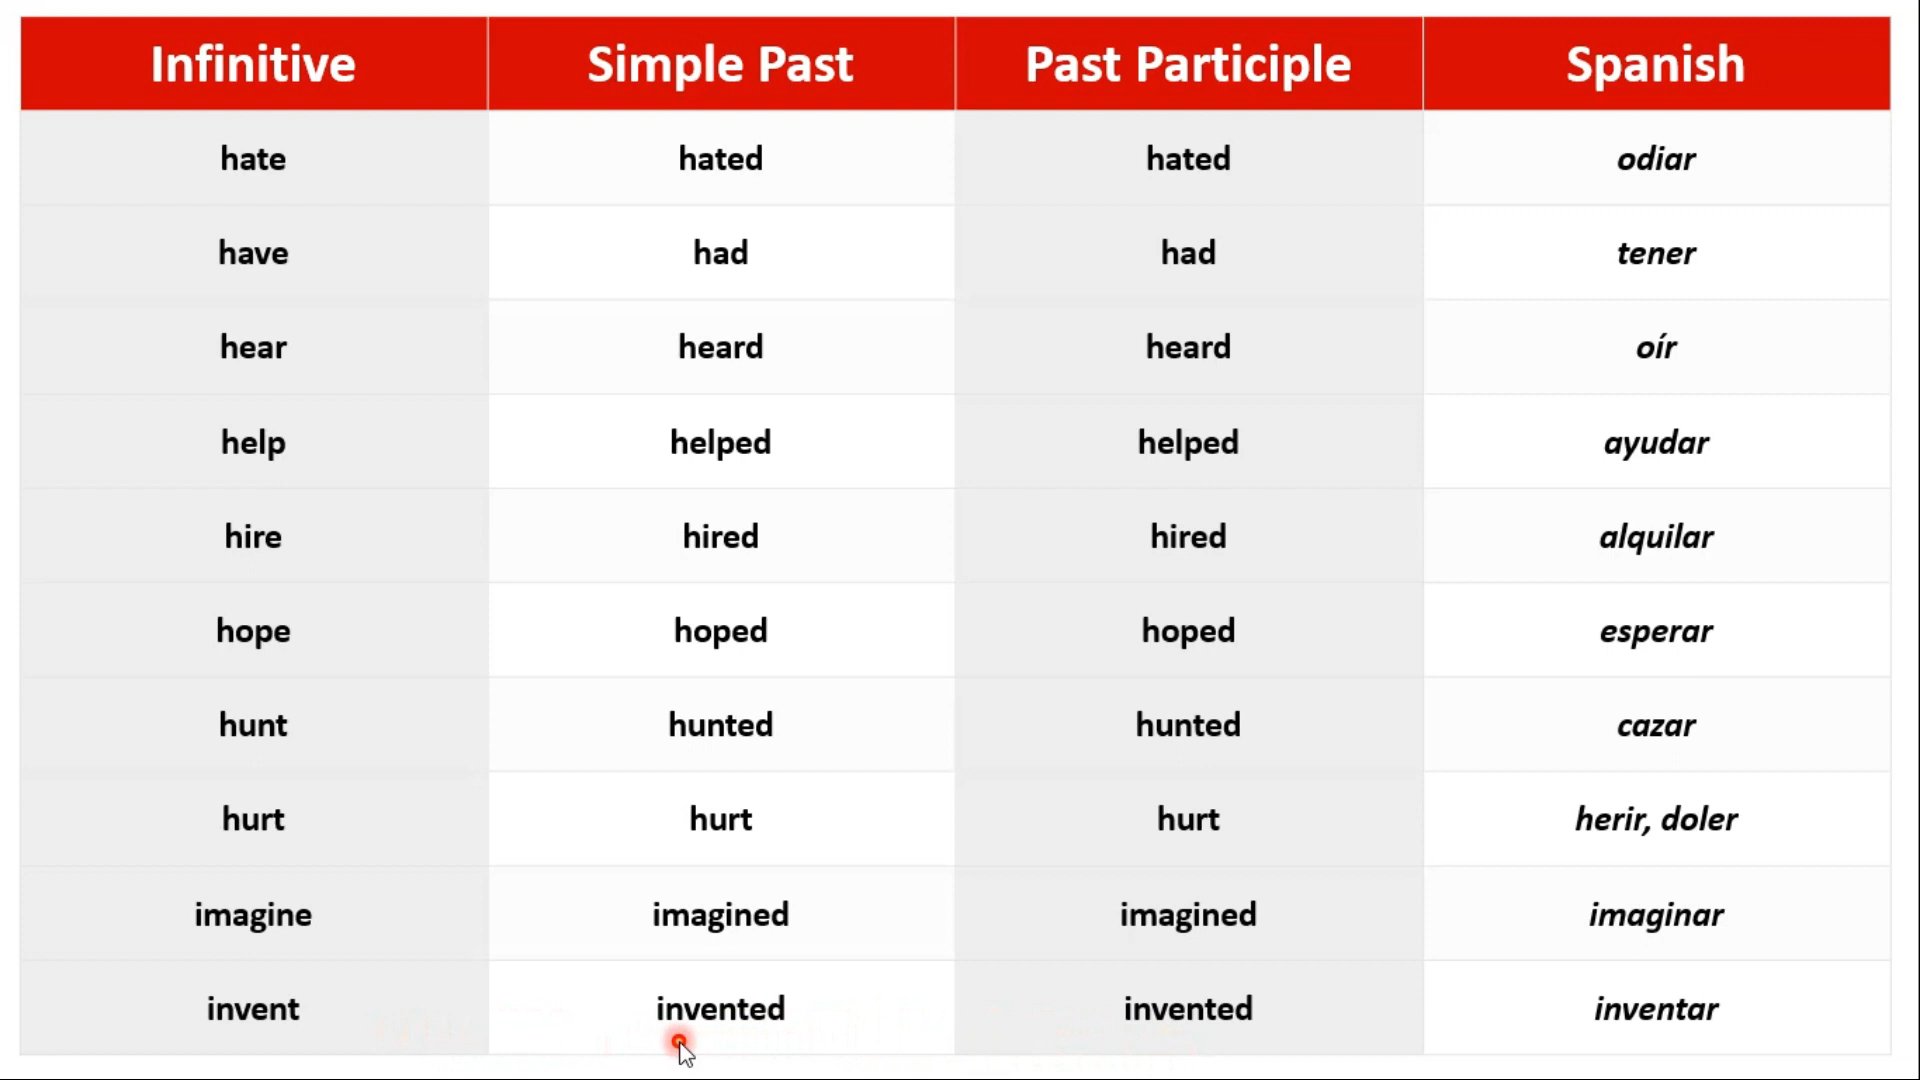 Infinitive Simple Past Past Participle Spanish
hate hated hated odiar
have had had tener
hear heard heard oír
help helped helped ayudar
hire hired hired alquilar
hope hoped hoped esperar
hunt hunted hunted cazar
hurt hurt hurt herir, doler
imagine imagined imagined imaginar
invent invented invented inventar